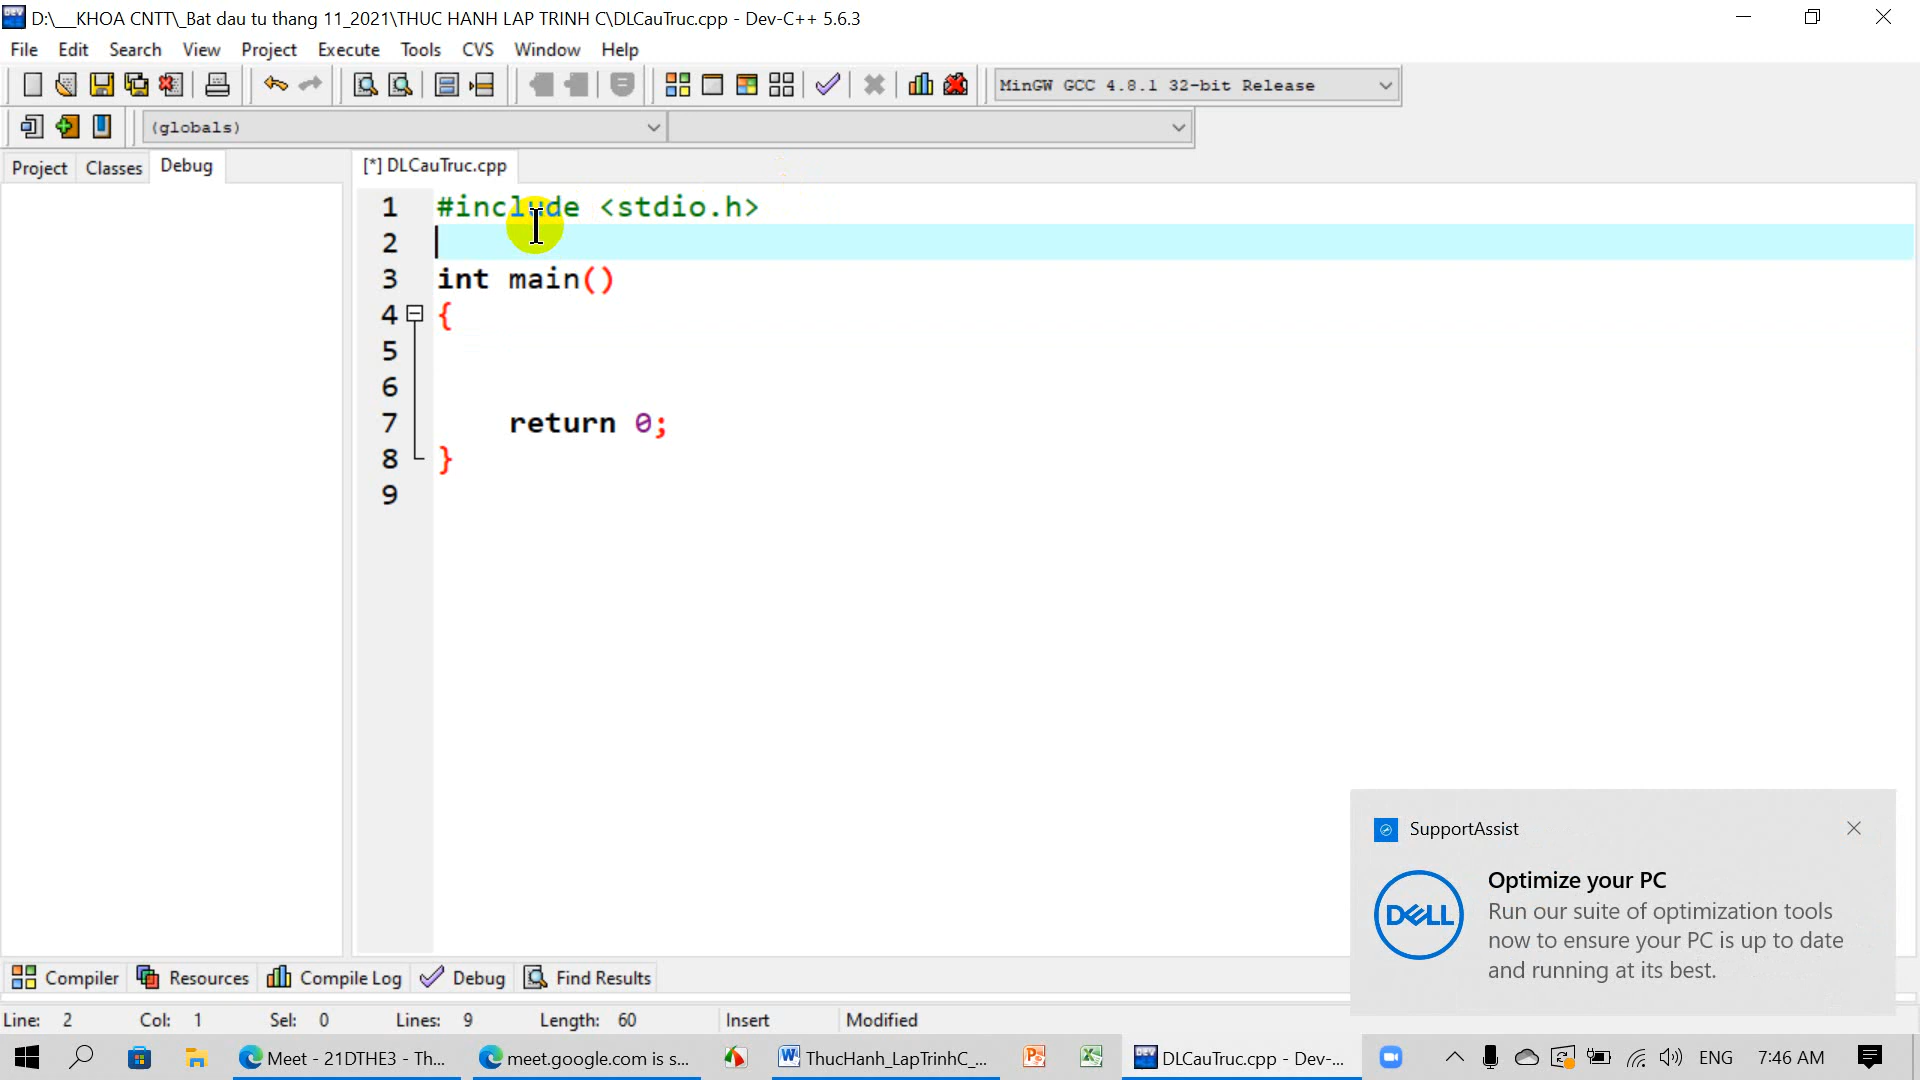 D:\__KHOA CNTT\_Bat dau tu thang 11_2021\THUC HANH LAP TRINH C\DLCauTruc.cpp - Dev-C++ 5.6.3
File Edit Search View Project Execute Tools CVS Window Help
MinGW GCC 4.8.1 32-bit Release
(globals)
Project Classes Debug
[*] DLCauTruc.cpp
1 #include <stdio.h>
2
3 int main()
4 {
5
6
7 return 0;
8 }
9
SupportAssist
DELL
Optimize your PC
Run our suite of optimization tools
now to ensure your PC is up to date
and running at its best.
Compiler Resources Compile Log Debug Find Results
Line: 2 Col: 1 Sel: 0 Lines: 9 Length: 60 Insert Modified
Meet - 21DTHE3 - Th... meet.google.com is s... ThucHanh_LapTrinhC_... DLCauTruc.cpp - Dev-... ENG 7:46 AM